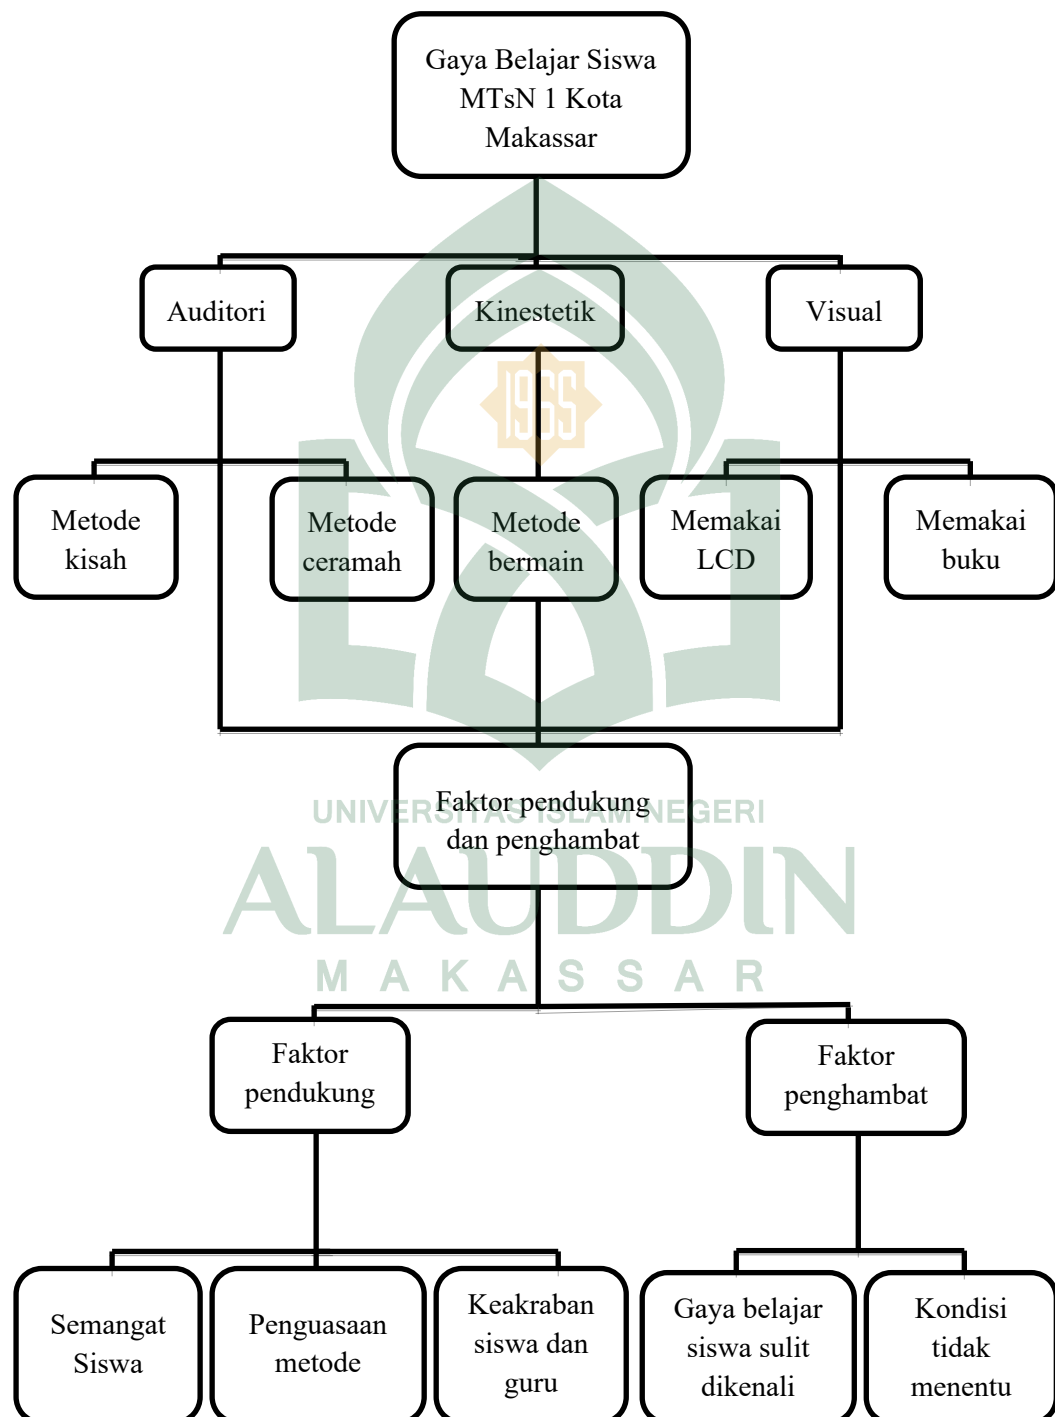 Gaya Belajar Siswa
MTsN 1 Kota
Makassar
Auditori
Kinestetik
Visual
1965
Metode
kisah
Metode
ceramah
Metode
bermain
Memakai
LCD
Memakai
buku
Faktor pendukung
dan penghambat
UNIVERSITAS ISLAM NEGERI
ALAUDDIN
MAKASSAR
Faktor
pendukung
Faktor
penghambat
Semangat
Siswa
Penguasaan
metode
Keakraban
siswa dan
guru
Gaya belajar
siswa sulit
dikenali
Kondisi
tidak
menentu